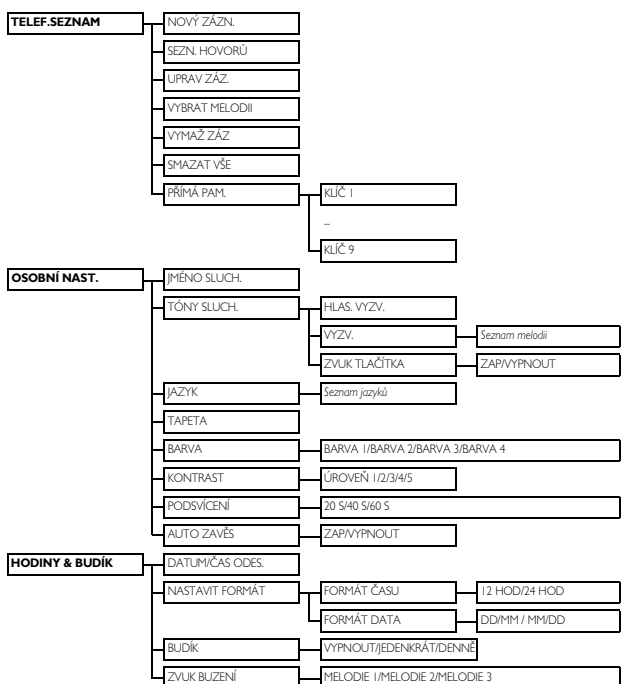 TELEF.SEZNAM NOVÝ ZÁZN.
SEZN. HOVORŮ
UPRAV ZÁZ.
VYBRAT MELODII
VYMAŽ ZÁZ
SMAZAT VŠE
PŘÍMÁ PAM. KLÍČ 1
_
KLÍČ 9
OSOBNÍ NAST. JMÉNO SLUCH.
TÓNY SLUCH. HLAS. VYZV.
VYZV. Seznam melodii
ZVUK TLAČÍTKA ZAP/VYPNOUT
JAZYK Seznam jazyků
TAPETA
BARVA BARVA 1/BARVA 2/BARVA 3/BARVA 4
KONTRAST ÚROVEŇ 1/2/3/4/5
PODSVÍCENÍ 20 S/40 S/60 S
AUTO ZAVĚS ZAP/VYPNOUT
HODINY & BUDÍK DATUM/ČAS ODES.
NASTAVIT FORMÁT FORMÁT ČASU 12 HOD/24 HOD
FORMÁT DATA DD/MM / MM/DD
BUDÍK VYPNOUT/JEDENKRÁT/DENNĚ
ZVUK BUZENÍ MELODIE 1/MELODIE 2/MELODIE 3